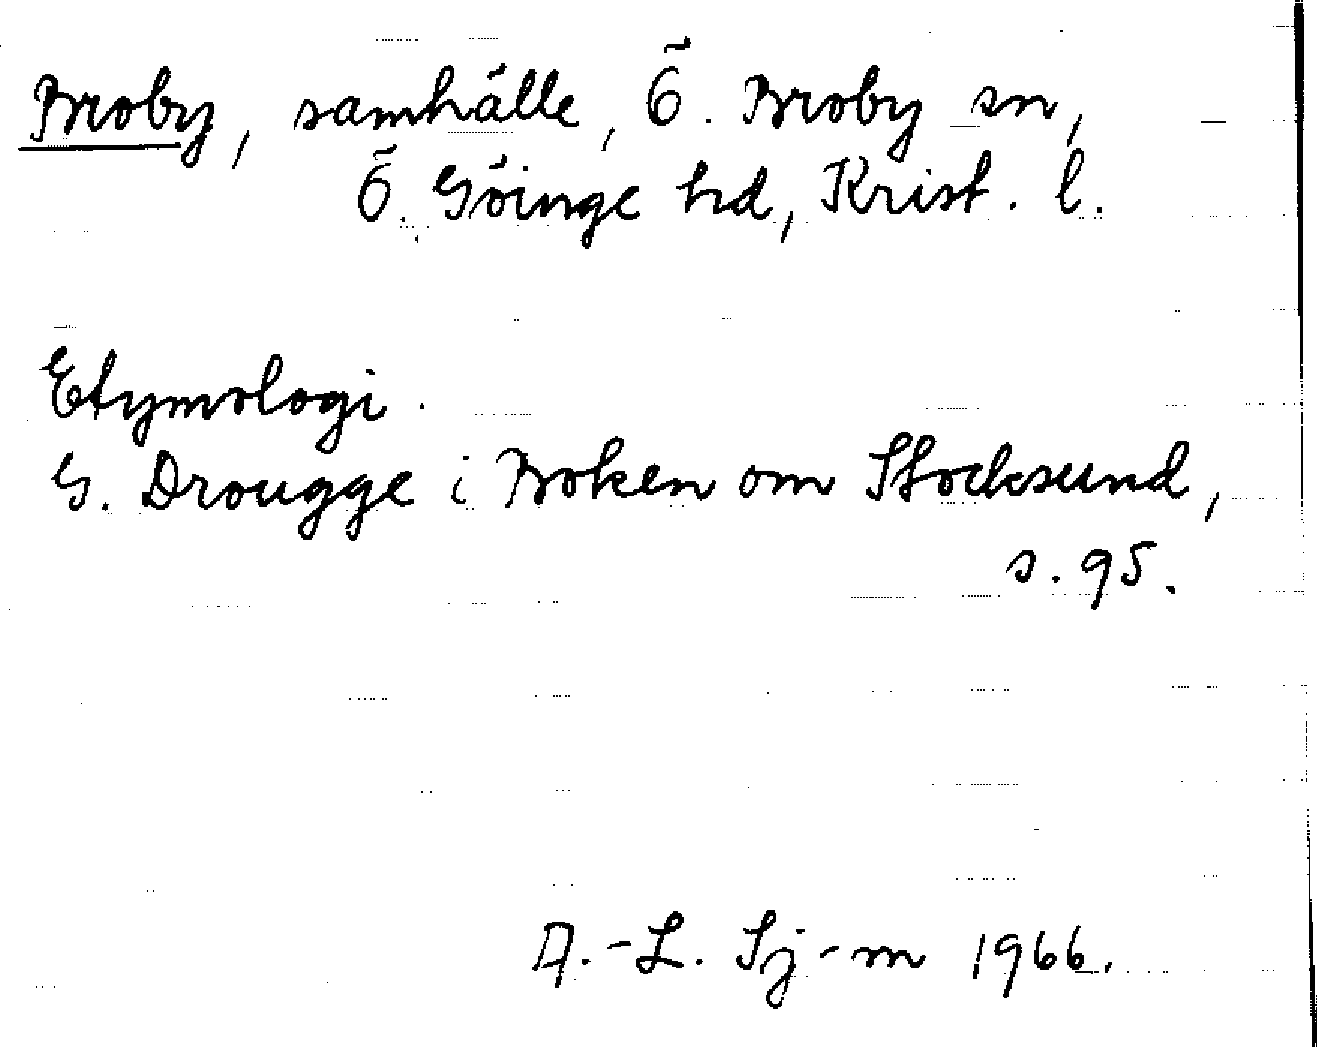 Broby, samhälle, Ö. Broby sn,
Ö. Göinge hd, Krist. l.
Etymologi.
G. Drougge i Boken om Stocksund,
s. 95.
A.-L. Sj-m 1966.